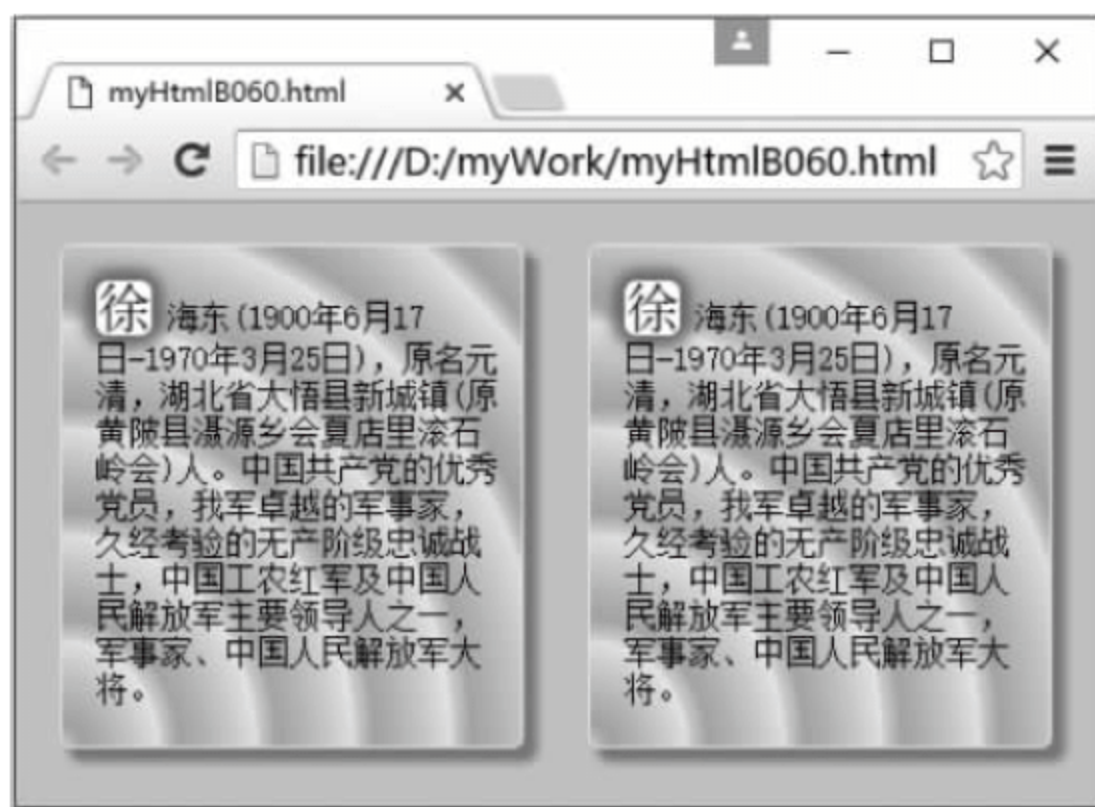 myHtmlB060.html
file:///D:/myWork/myHtmlB060.html
徐 海东(1900年6月17
日-1970年3月25日)，原名元
清，湖北省大悟县新城镇(原
黄陂县滠源乡会夏店里滚石
岭会)人。中国共产党的优秀
党员，我军卓越的军事家，
久经考验的无产阶级忠诚战
士，中国工农红军及中国人
民解放军主要领导人之一，
军事家、中国人民解放军大
将。
徐 海东(1900年6月17
日-1970年3月25日)，原名元
清，湖北省大悟县新城镇(原
黄陂县滠源乡会夏店里滚石
岭会)人。中国共产党的优秀
党员，我军卓越的军事家，
久经考验的无产阶级忠诚战
士，中国工农红军及中国人
民解放军主要领导人之一，
军事家、中国人民解放军大
将。